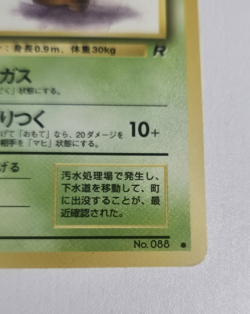 身長0.9m、体重30kg
R
ガス
状態にする。
りつく
げて「おもて」なら、20ダメージを
相手を「マヒ」状態にする。
10+
げる
汚水処理場で発生し、
下水道を移動して、町
に出没することが、最
近確認された。
No. 088 ●